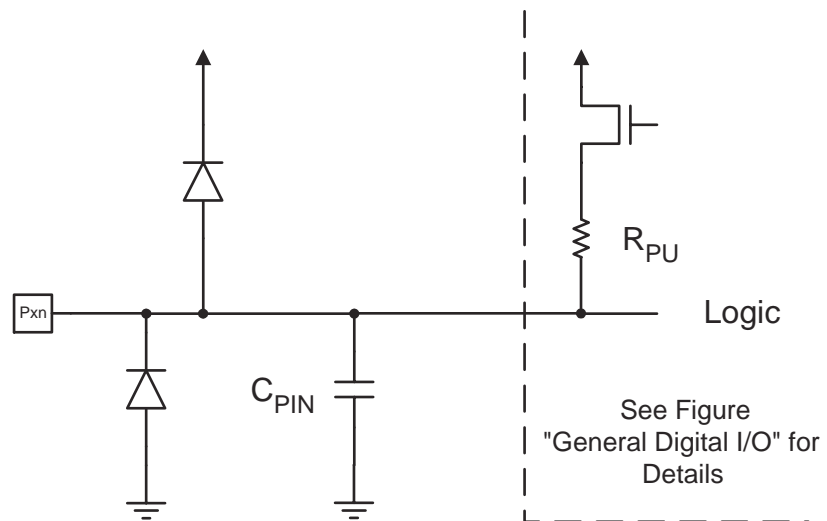 R_PU
Pxn
Logic
C_PIN
See Figure
"General Digital I/O" for
Details